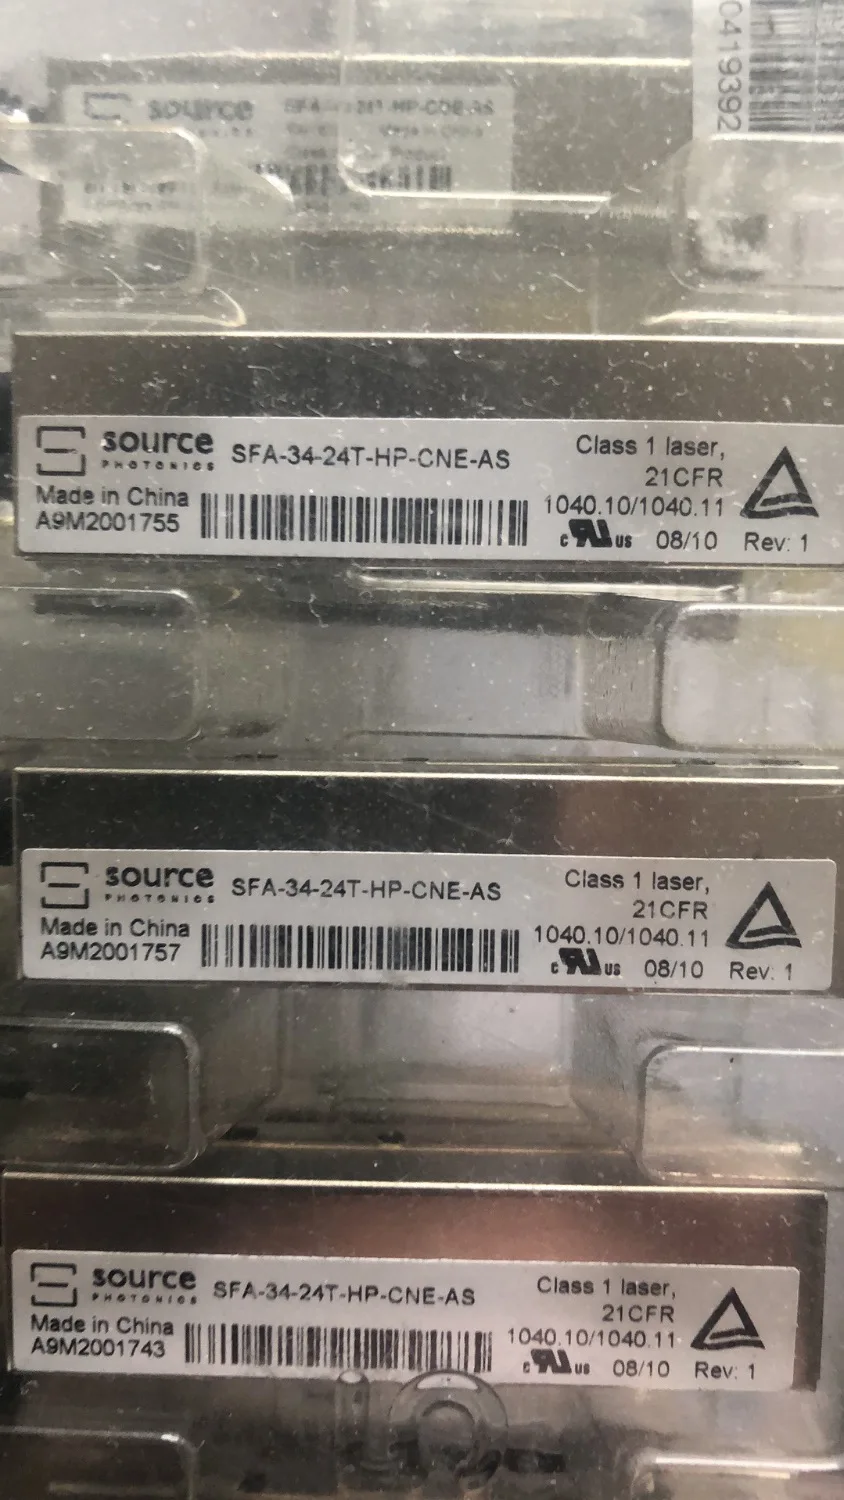 0419392
source
source
PHOTONICS
SFA-34-24T-HP-CNE-AS
Class 1 laser,
21CFR
1040.10/1040.11
Made in China
A9M2001755
c RU us 08/10 Rev: 1
source
PHOTONICS
SFA-34-24T-HP-CNE-AS
Class 1 laser,
21CFR
1040.10/1040.11
Made in China
A9M2001757
c RU us 08/10 Rev: 1
source
PHOTONICS
SFA-34-24T-HP-CNE-AS
Class 1 laser,
21CFR
1040.10/1040.11
Made in China
A9M2001743
c RU us 08/10 Rev: 1